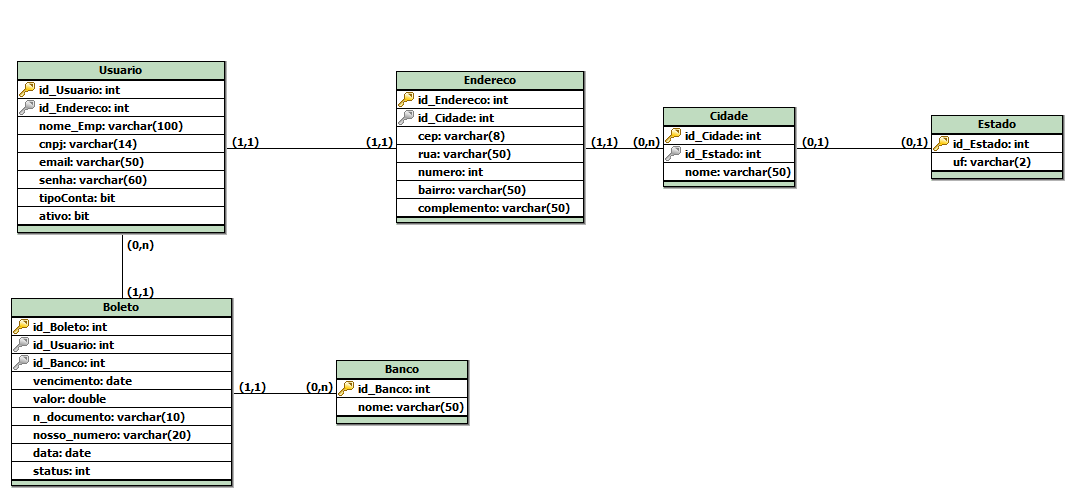 Usuario
id_Usuario: int
id_Endereco: int
nome_Emp: varchar(100)
cnpj: varchar(14)
email: varchar(50)
senha: varchar(60)
tipoConta: bit
ativo: bit
(1,1)
(1,1)
Endereco
id_Endereco: int
id_Cidade: int
cep: varchar(8)
rua: varchar(50)
numero: int
bairro: varchar(50)
complemento: varchar(50)
(1,1)
(0,n)
Cidade
id_Cidade: int
id_Estado: int
nome: varchar(50)
(0,1)
(0,1)
Estado
id_Estado: int
uf: varchar(2)
(0,n)
(1,1)
Boleto
id_Boleto: int
id_Usuario: int
id_Banco: int
vencimento: date
valor: double
n_documento: varchar(10)
nosso_numero: varchar(20)
data: date
status: int
(1,1)
(0,n)
Banco
id_Banco: int
nome: varchar(50)